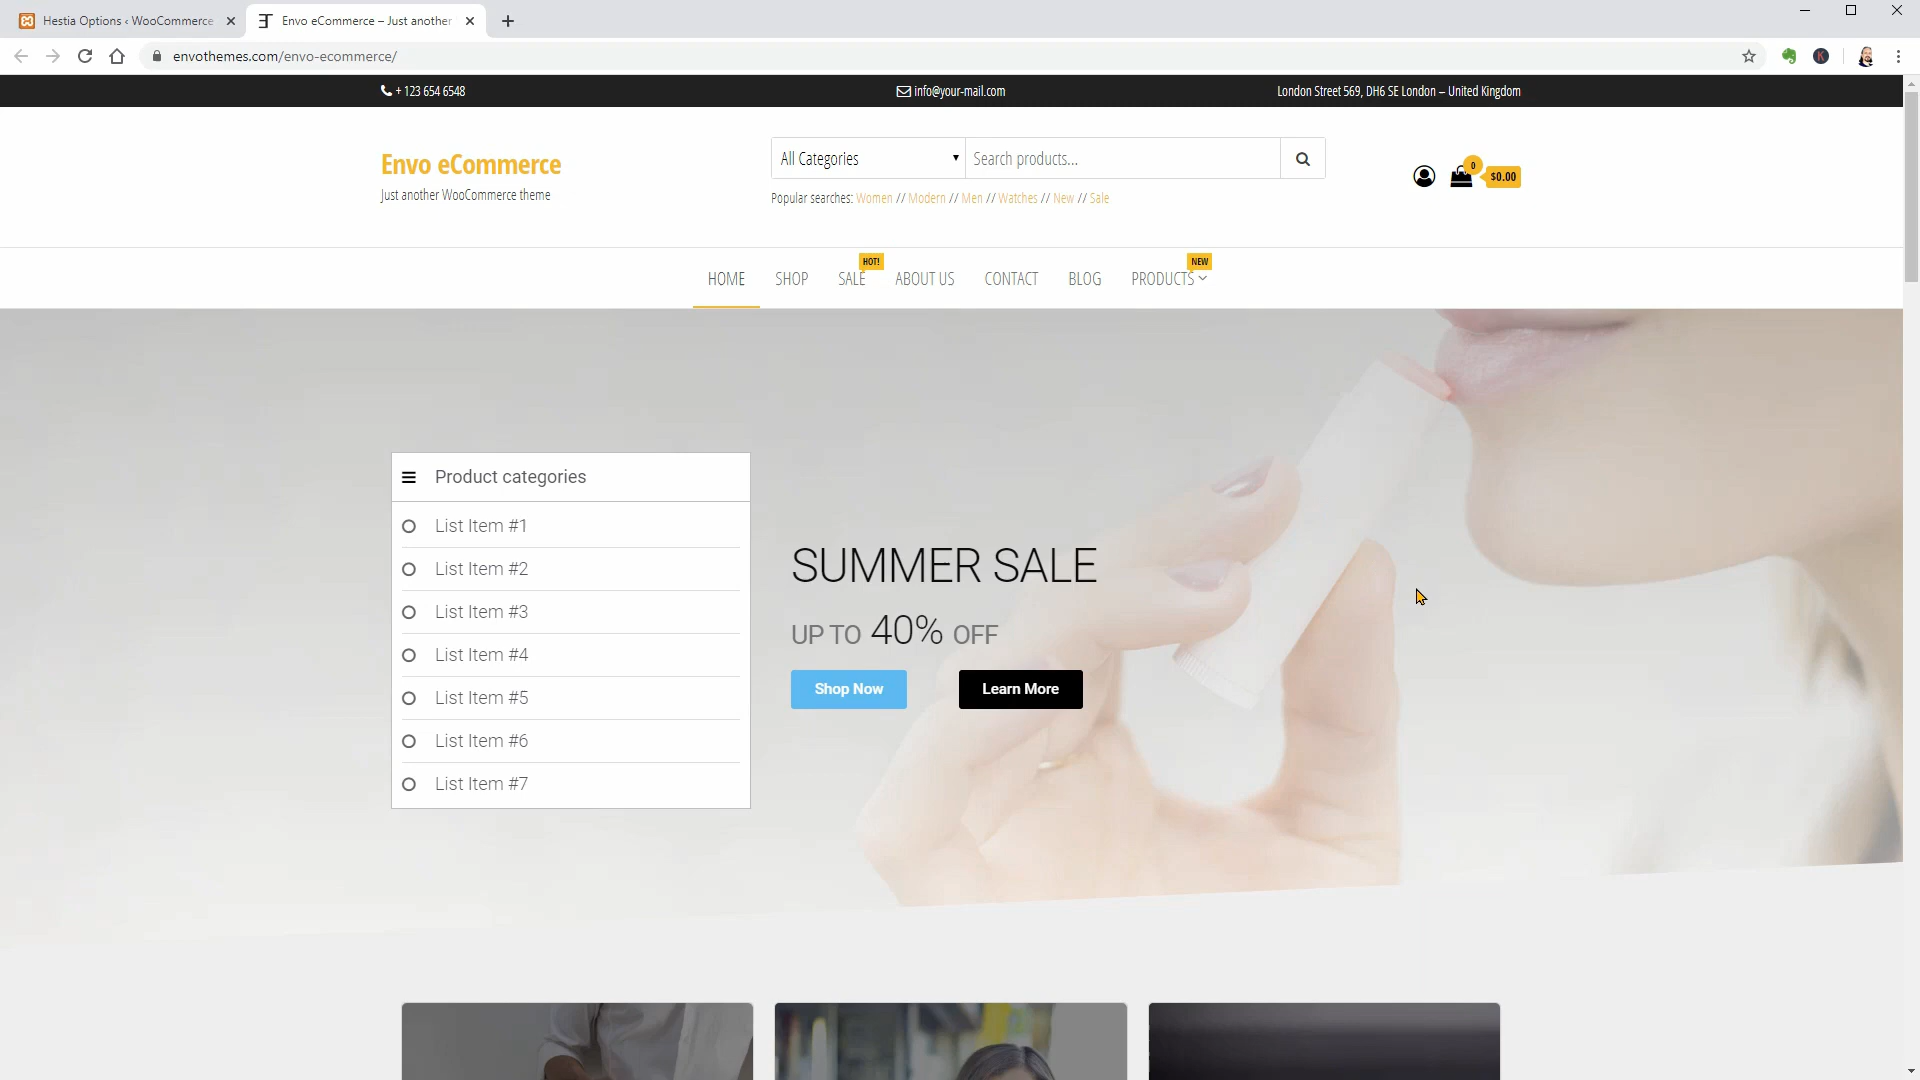 Hestia Options ‹ WooCommerce
Envo eCommerce – Just another
envothemes.com/envo-ecommerce/
+ 123 654 6548
info@your-mail.com
London Street 569, DH6 SE London – United Kingdom
Envo eCommerce
Just another WooCommerce theme
All Categories
Search products...
Popular searches: Women // Modern // Men // Watches // New // Sale
0
$0.00
HOME
SHOP
SALE
HOT!
ABOUT US
CONTACT
BLOG
PRODUCTS
NEW
Product categories
List Item #1
List Item #2
List Item #3
List Item #4
List Item #5
List Item #6
List Item #7
SUMMER SALE
UP TO 40% OFF
Shop Now
Learn More